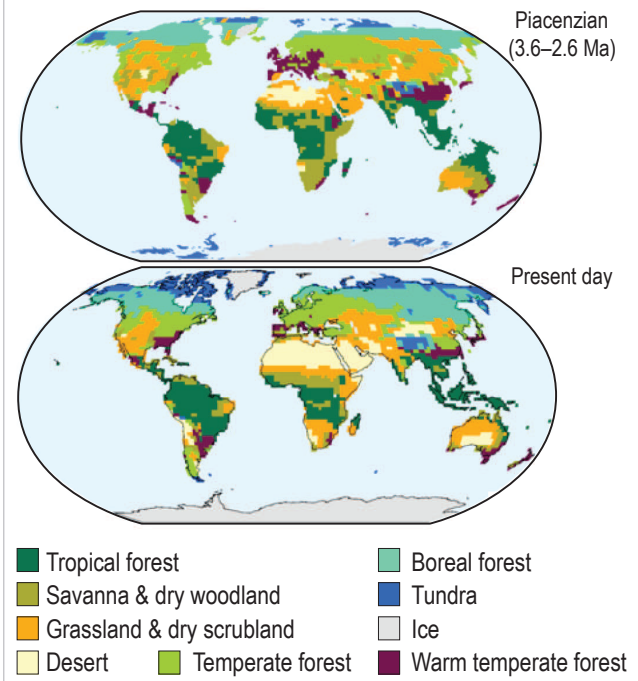 Piacenzian
(3.6–2.6 Ma)
Present day
Tropical forest
Boreal forest
Savanna & dry woodland
Tundra
Grassland & dry scrubland
Ice
Desert
Temperate forest
Warm temperate forest